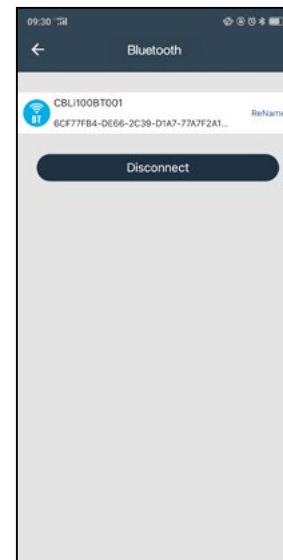 09:30
Bluetooth
CBLi100BT001
BT
6CF77FB4-DE66-2C39-D1A7-77A7F2A1...
ReName
Disconnect